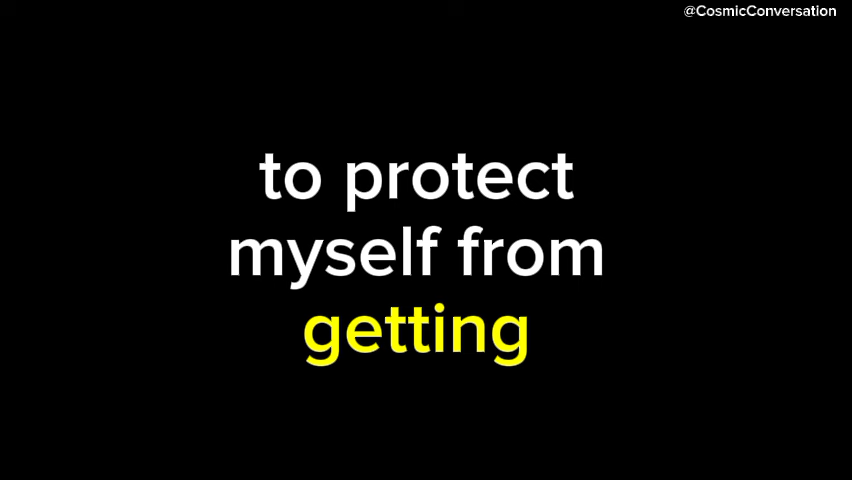 @CosmicConversation
to protect
myself from
getting